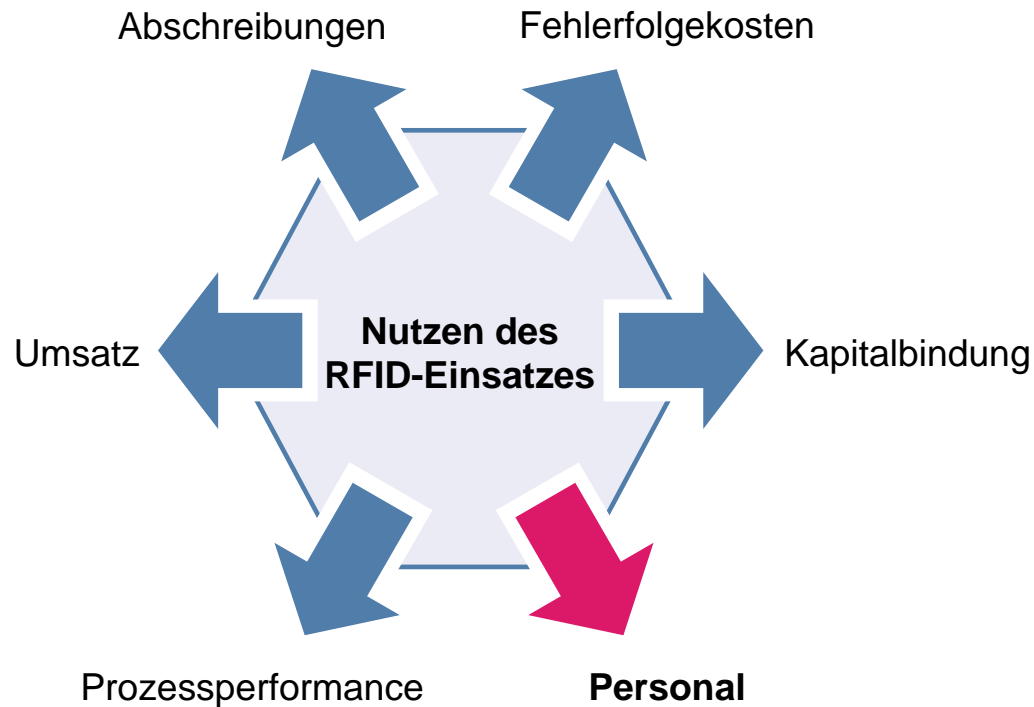 Abschreibungen
Fehlerfolgekosten
Umsatz
Nutzen des
RFID-Einsatzes
Kapitalbindung
Prozessperformance
Personal